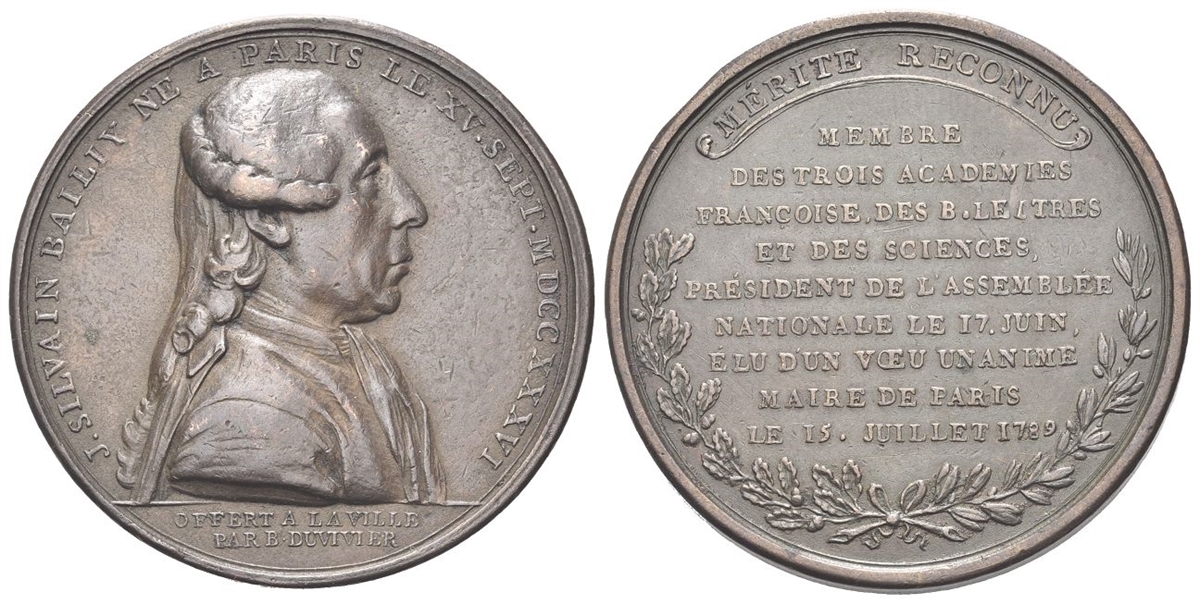 J. SILVAIN BAILLY NE A PARIS LE XV. SEPT. MDCCXXXVI
OFFERT A LA VILLE
PAR B. DUVIVIER
MÉRITE RECONNU
MEMBRE
DES TROIS ACADEMIES
FRANÇOISE, DES B. LETTRES
ET DES SCIENCES,
PRÉSIDENT DE L'ASSEMBLÉE
NATIONALE LE 17. JUIN,
ÉLU D'UN VŒU UNANIME
MAIRE DE PARIS
LE 15. JUILLET 1789